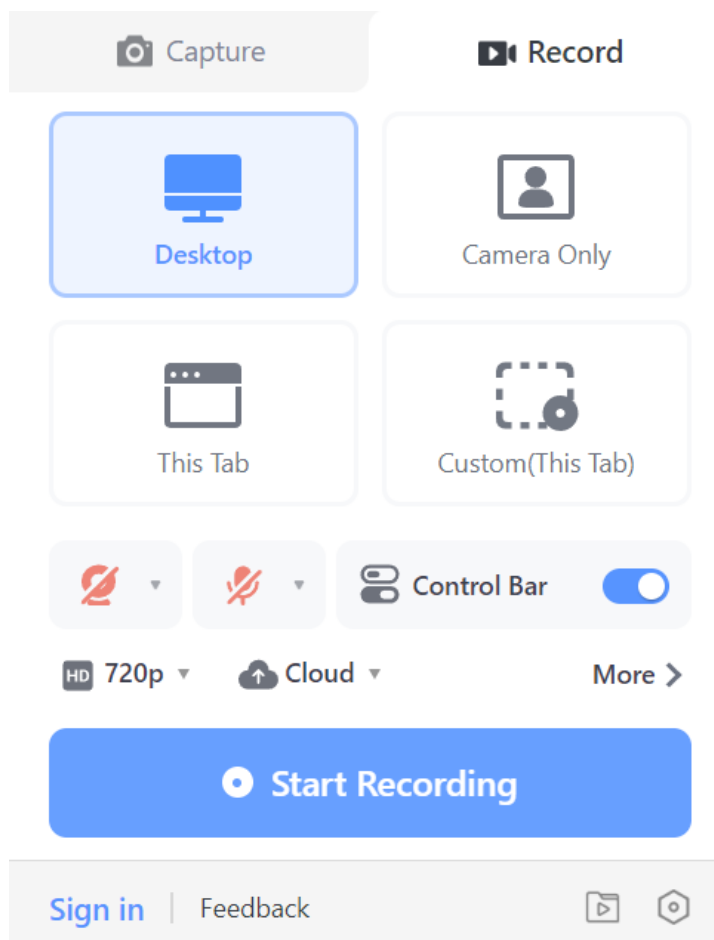 Capture
Record
Desktop
Camera Only
This Tab
Custom(This Tab)
Control Bar
HD 720p
Cloud
More
Start Recording
Sign in
Feedback